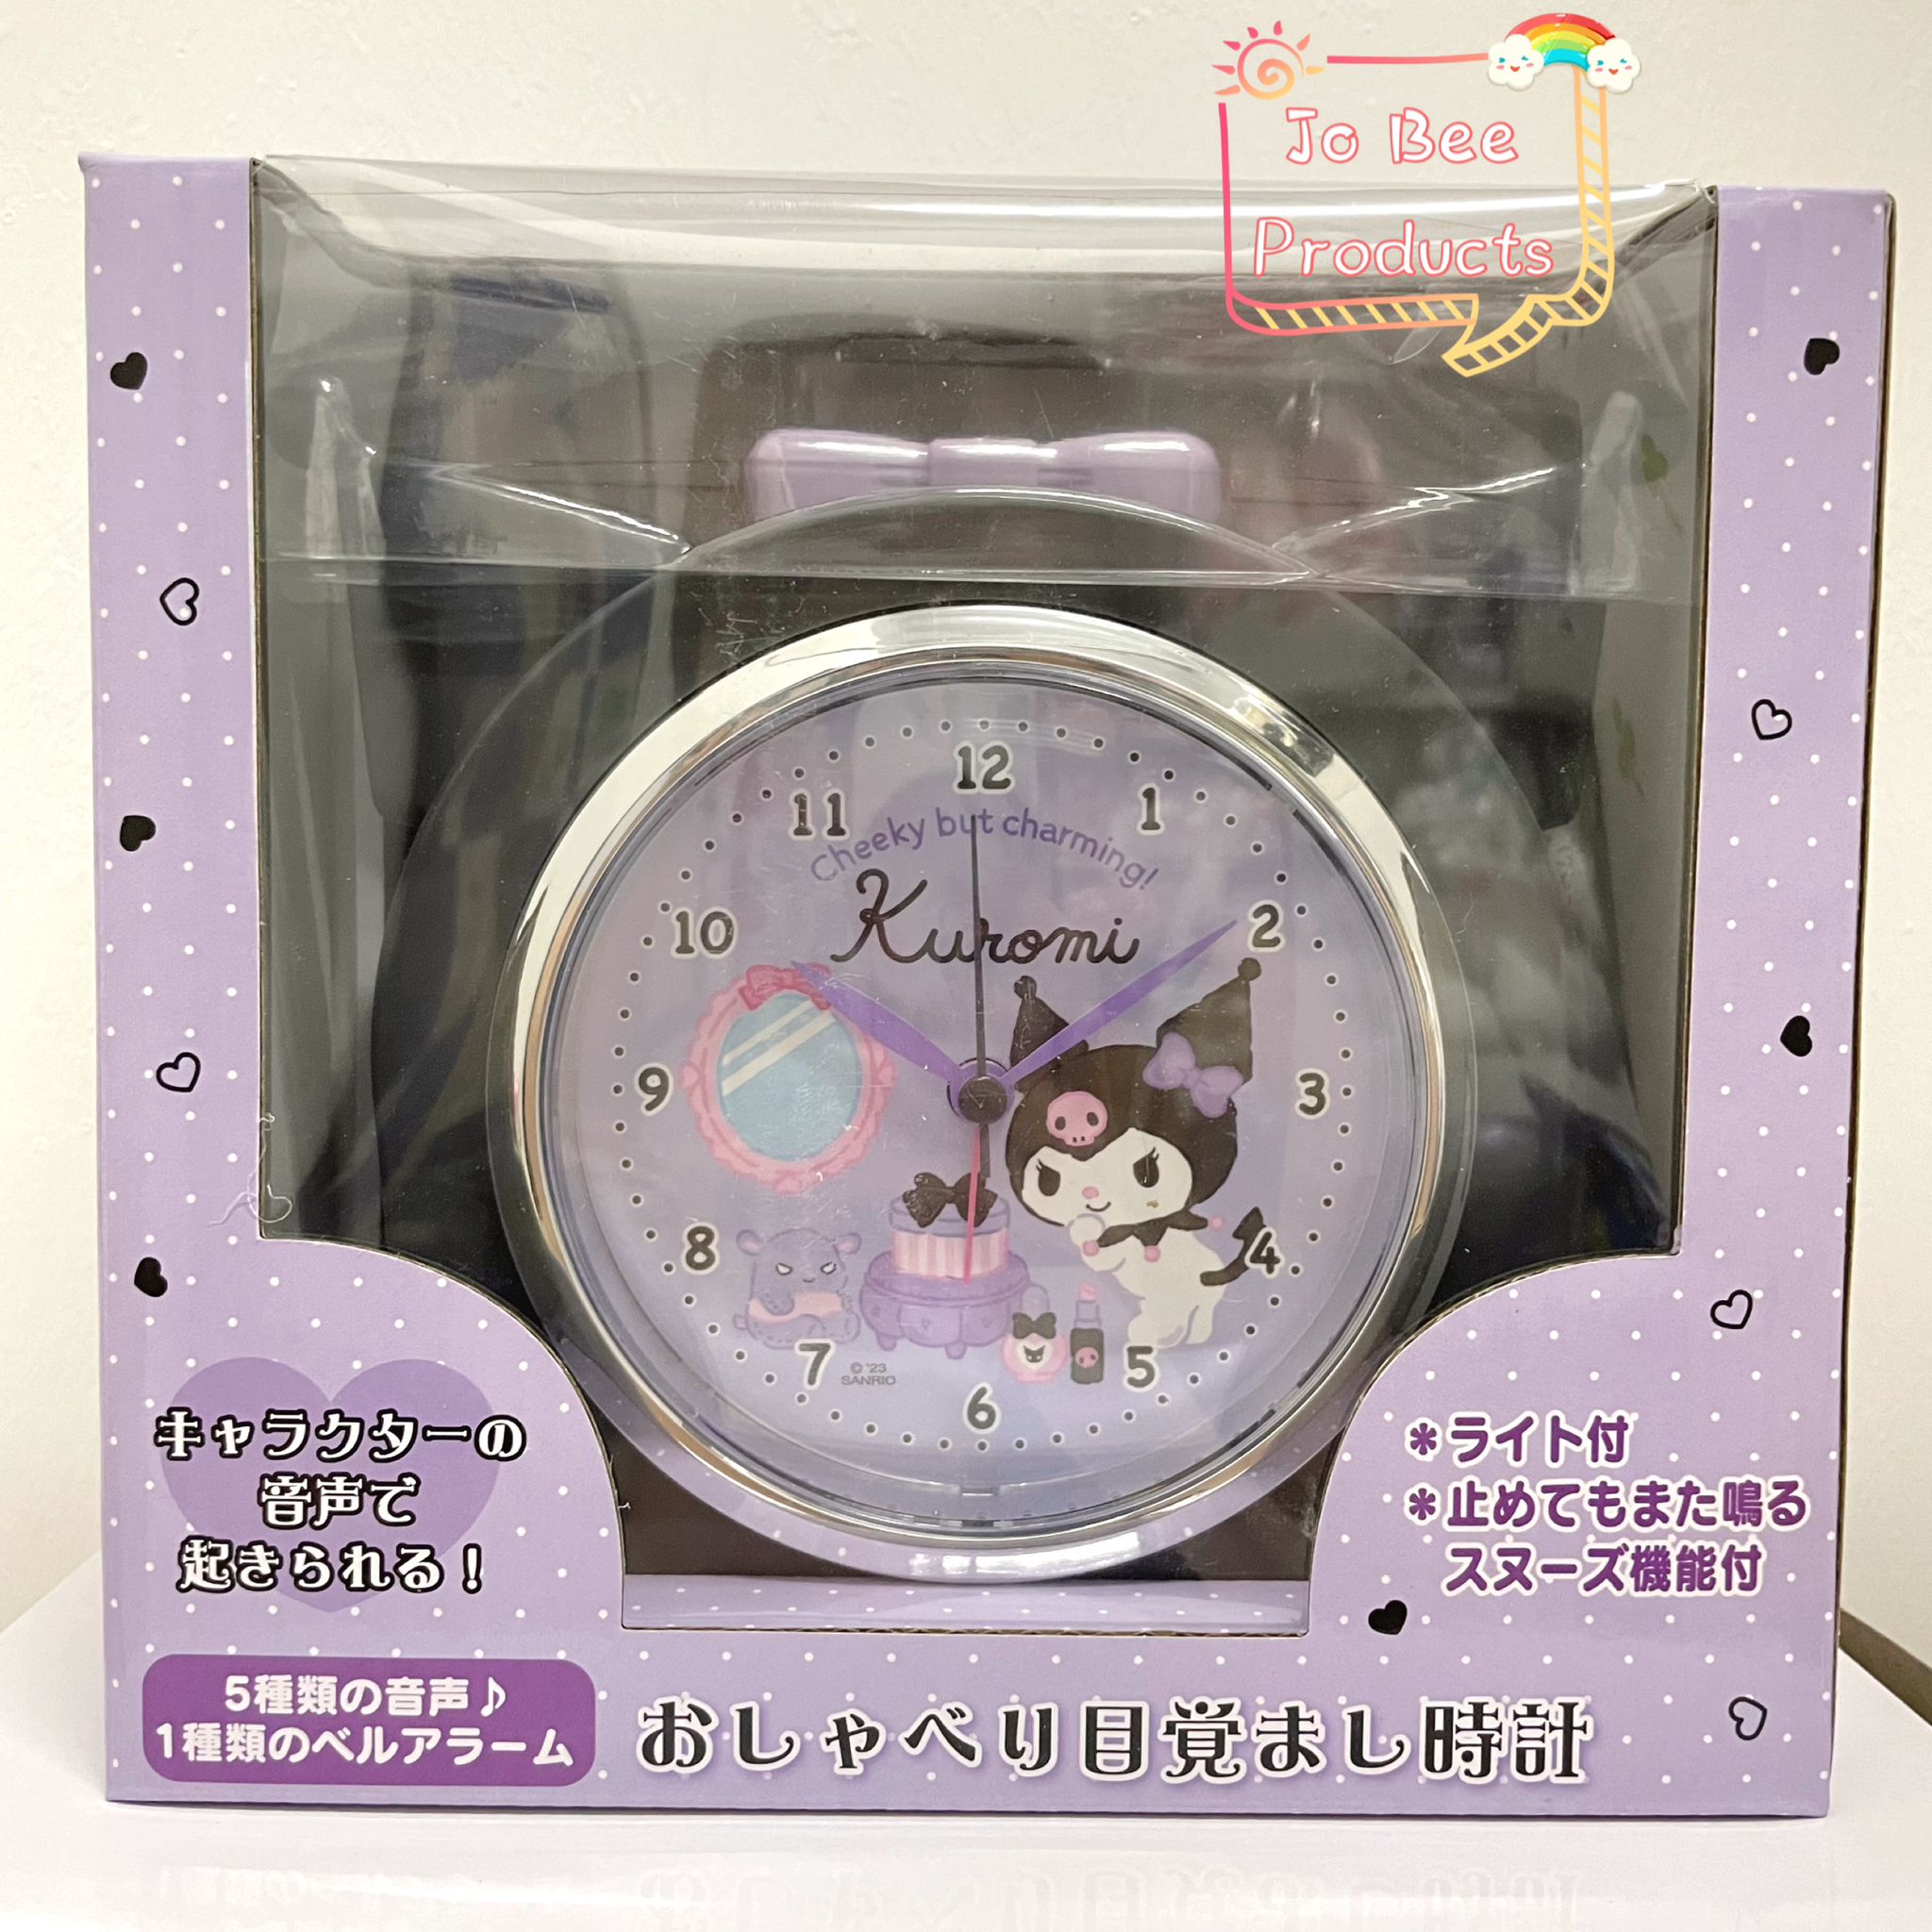 Jo Bee
Products
12
11
1
Cheeky but charming!
Kuromi
10
2
9
3
8
4
7
5
© '23
SANRIO
6
キャラクターの
音声で
起きられる!
*ライト付
*止めてもまた鳴る
スヌーズ機能付
5種類の音声♪
1種類のベルアラーム
おしゃべり目覚まし時計